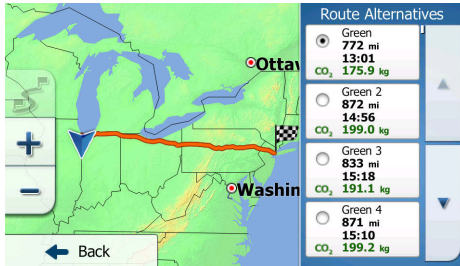 Route Alternatives
Green
772 mi
13:01
CO2 175.9 kg
Green 2
872 mi
14:56
CO2 199.0 kg
Green 3
833 mi
15:18
CO2 191.1 kg
Green 4
871 mi
15:10
CO2 199.2 kg
Ottav
Washin
+
−
Back